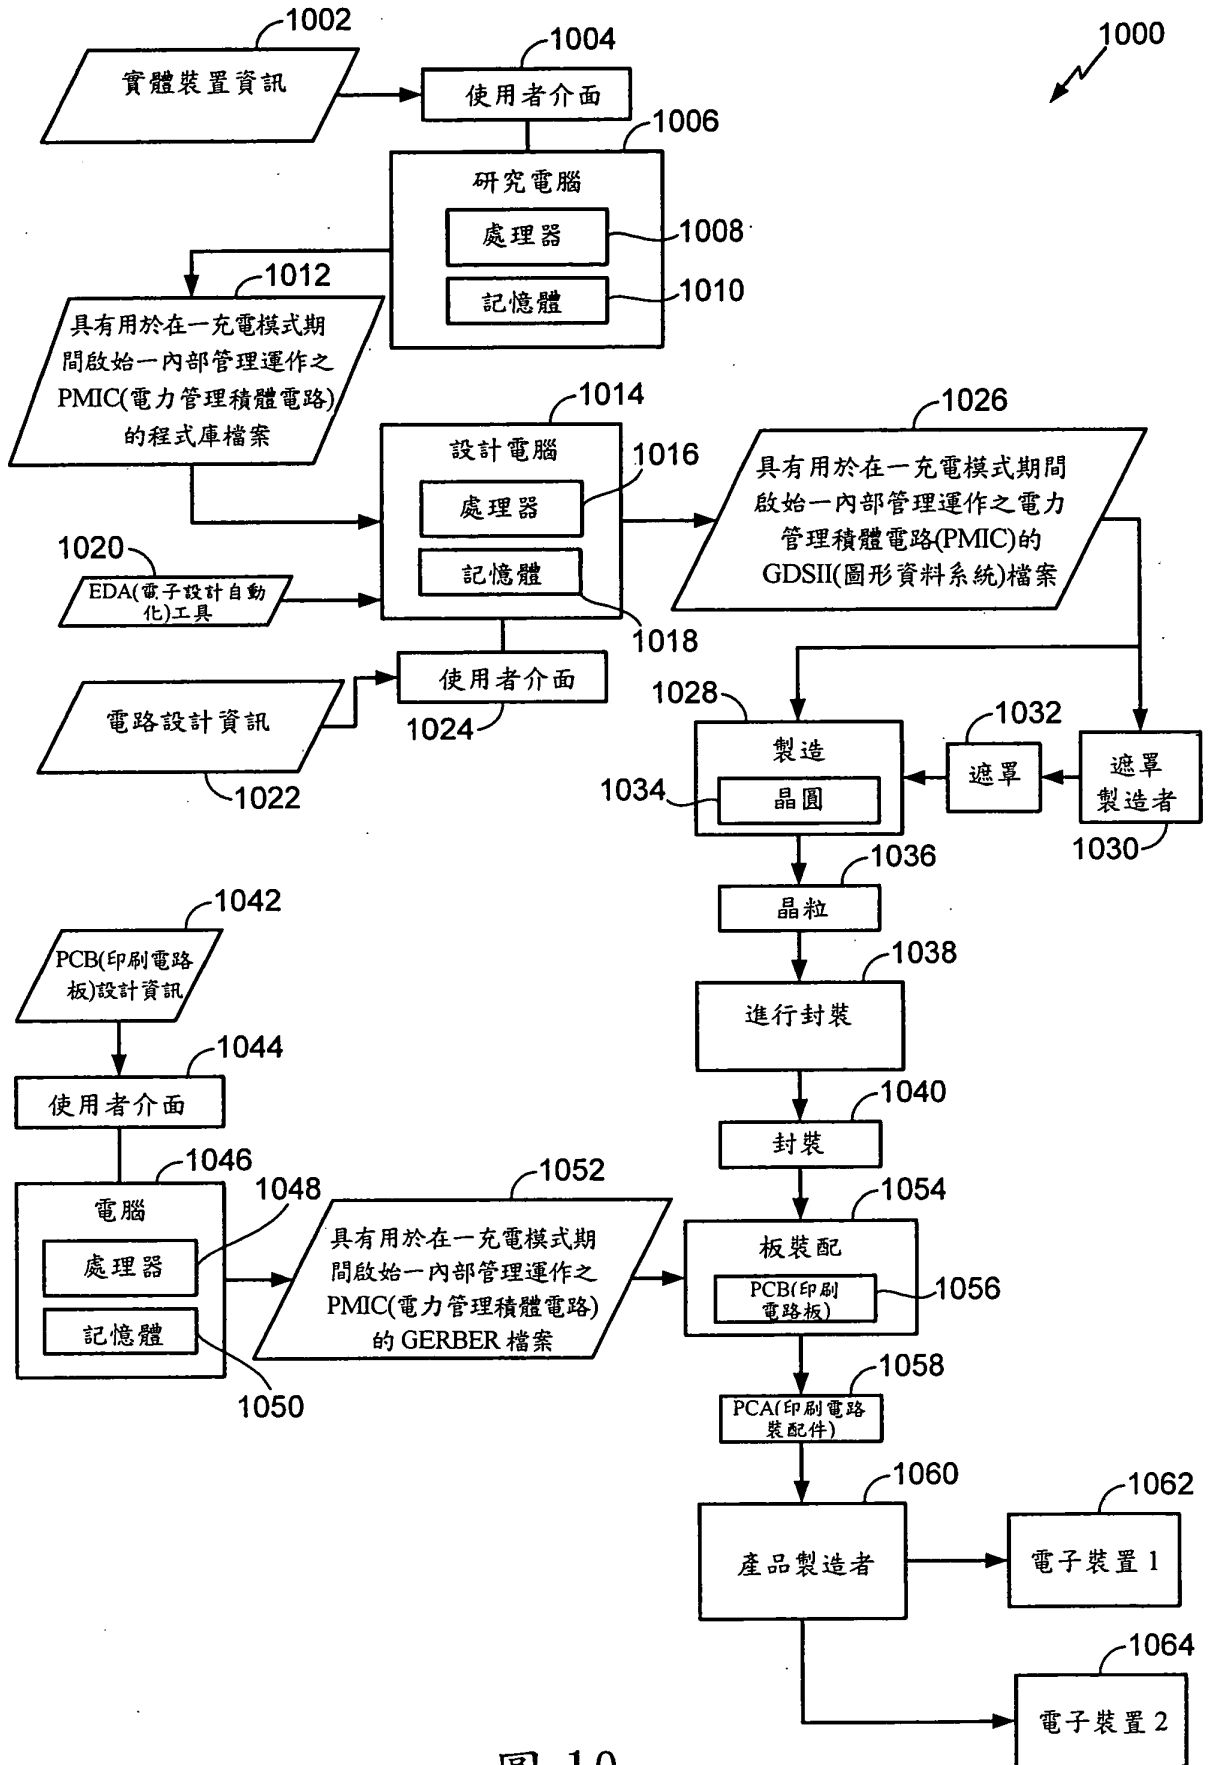 1002
1004
1000
實體裝置資訊
使用者介面
1006
研究電腦
處理器
1008
1012
記憶體
1010
具有用於在一充電模式期
間啟始一內部管理運作之
PMIC(電力管理積體電路)
的程式庫檔案
1014
設計電腦
1016
處理器
記憶體
1018
1026
具有用於在一充電模式期間
啟始一內部管理運作之電力
管理積體電路(PMIC)的
GDSII(圖形資料系統)檔案
1020
EDA(電子設計自動
化)工具
使用者介面
1024
電路設計資訊
1022
1028
製造
1034
晶圓
1032
遮罩
遮罩
製造者
1030
1036
晶粒
1038
進行封裝
1040
封裝
1042
PCB(印刷電路
板)設計資訊
1044
使用者介面
1046
電腦
1048
處理器
記憶體
1050
1052
具有用於在一充電模式期
間啟始一內部管理運作之
PMIC(電力管理積體電路)
的 GERBER 檔案
1054
板裝配
PCB(印刷
電路板)
1056
1058
PCA(印刷電路
裝配件)
1060
產品製造者
1062
電子裝置 1
1064
電子裝置 2
圖 10